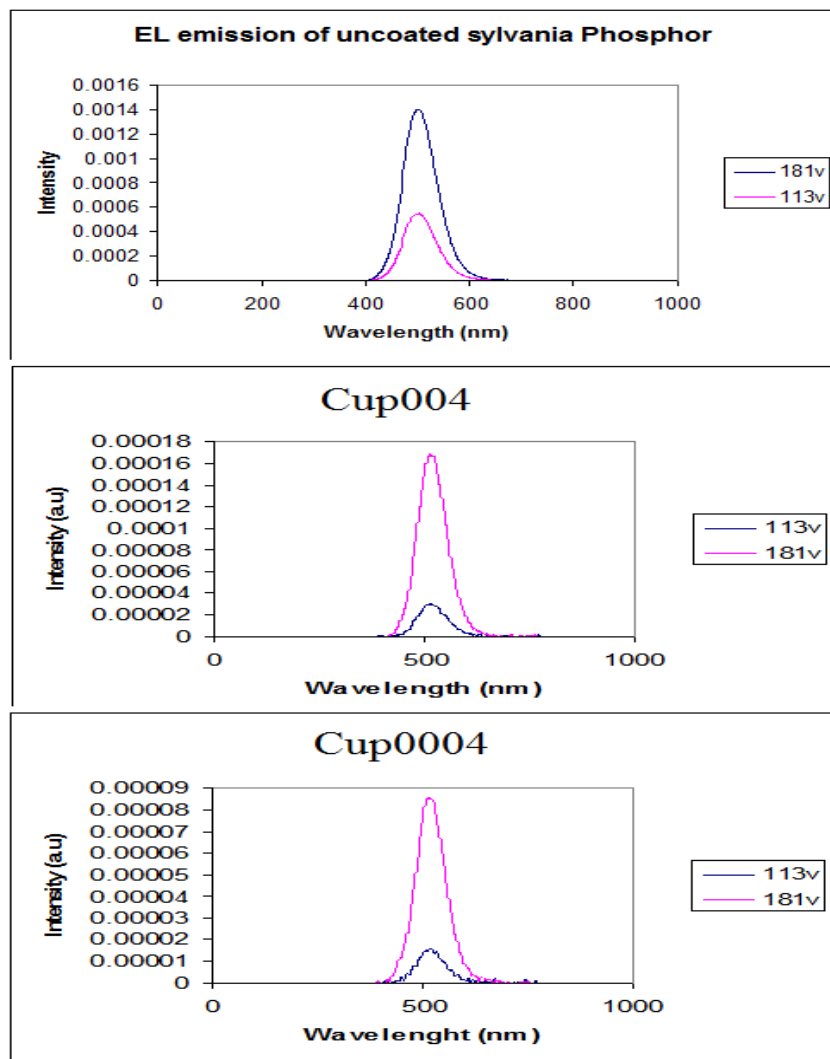 EL emission of uncoated sylvania Phosphor
0.0016
0.0014
0.0012
0.001
0.0008
0.0006
0.0004
0.0002
0
Intensity
0 200 400 600 800 1000
Wavelength (nm)
181v
113v
Cup004
0.00018
0.00016
0.00014
0.00012
0.0001
0.00008
0.00006
0.00004
0.00002
0
Intensity (a.u)
0 500 1000
Wavelength (nm)
113v
181v
Cup0004
0.00009
0.00008
0.00007
0.00006
0.00005
0.00004
0.00003
0.00002
0.00001
0
Intensity (a.u)
0 500 1000
Wavelenght (nm)
113v
181v